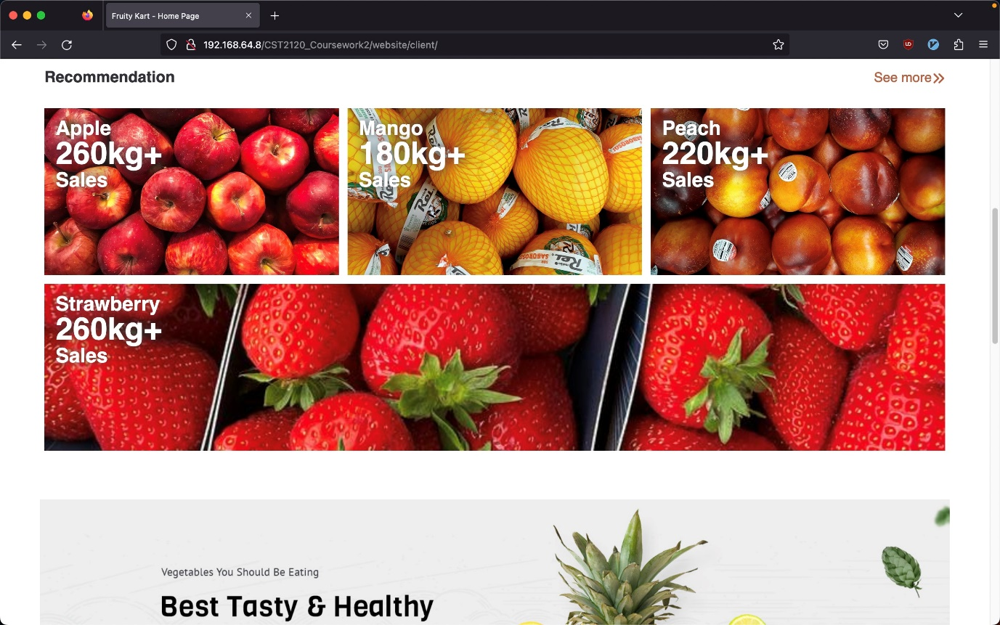 Fruity Kart - Home Page
192.168.64.8/CST2120_Coursework2/website/client/
Recommendation
See more
Apple
260kg+
Sales
Mango
180kg+
Sales
Peach
220kg+
Sales
Strawberry
260kg+
Sales
Vegetables You Should Be Eating
Best Tasty & Healthy